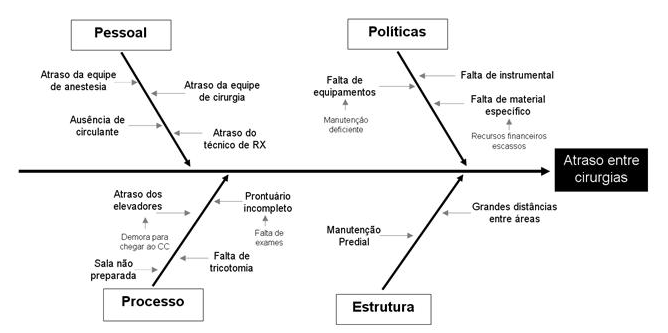 Pessoal
Políticas
Atraso da equipe
de anestesia
Atraso da equipe
de cirurgia
Ausência de
circulante
Atraso do
técnico de RX
Falta de
equipamentos
Manutenção
deficiente
Falta de instrumental
Falta de material
específico
Recursos financeiros
escassos
Atraso entre
cirurgias
Atraso dos
elevadores
Demora para
chegar ao CC
Prontuário
incompleto
Falta de
exames
Sala não
preparada
Falta de
tricotomia
Grandes distâncias
entre áreas
Manutenção
Predial
Processo
Estrutura